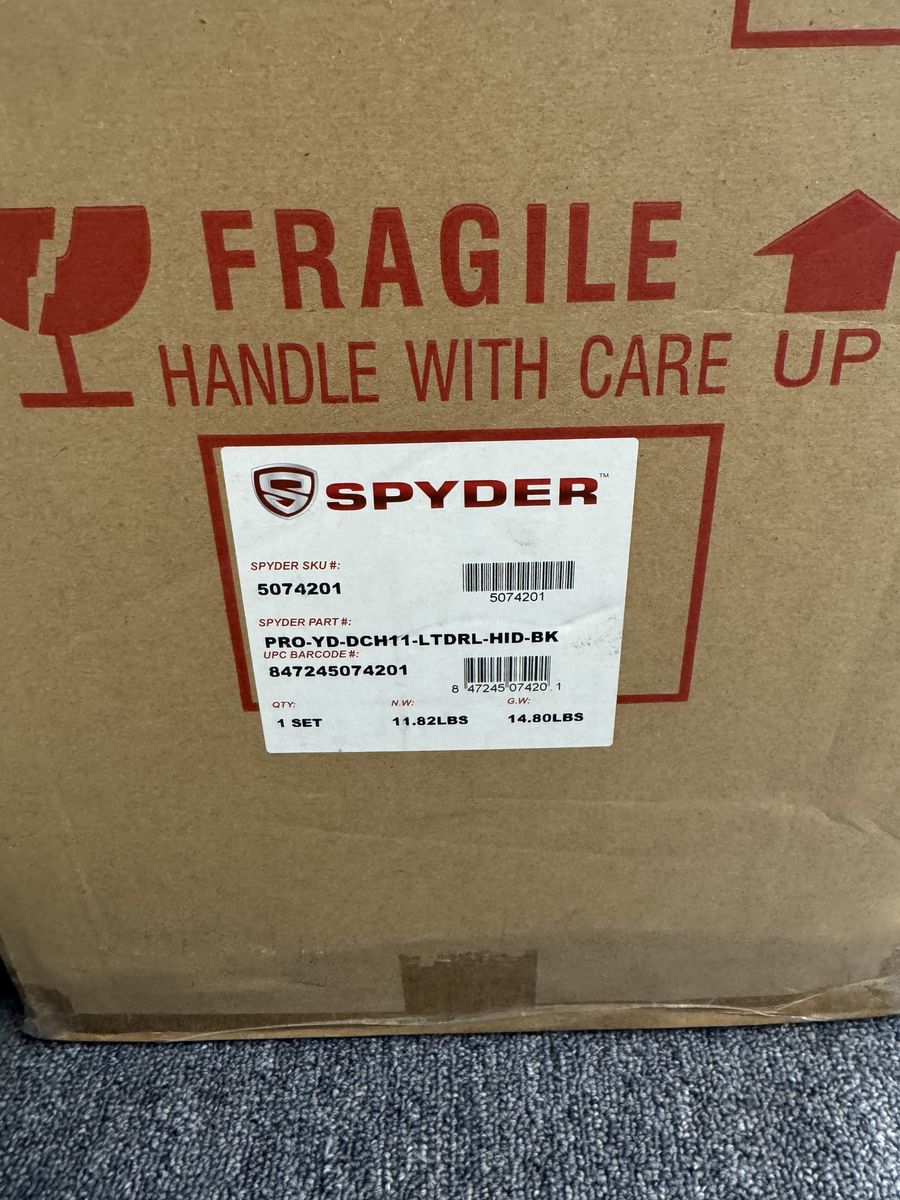 FRAGILE
HANDLE WITH CARE UP
SPYDER™
SPYDER SKU #:
5074201
5074201
SPYDER PART #:
PRO-YD-DCH11-LTDRL-HID-BK
UPC BARCODE #:
847245074201
8 47245 07420 1
QTY: N.W: G.W:
1 SET 11.82LBS 14.80LBS